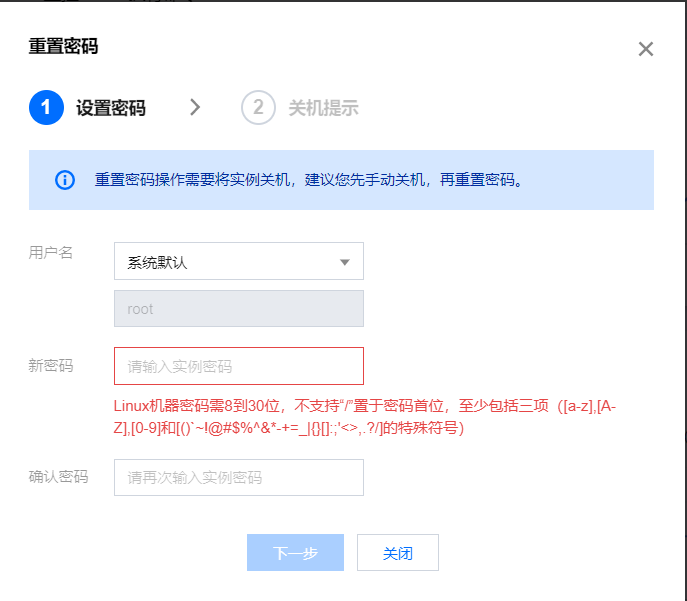 重置密码
1 设置密码 2 关机提示
重置密码操作需要将实例关机，建议您先手动关机，再重置密码。
用户名 系统默认
root
新密码 请输入实例密码
Linux机器密码需8到30位，不支持“/”置于密码首位，至少包括三项（[a-z],[A-
Z],[0-9]和[()`~!@#$%^&*-+=_|{}[]:;'<>,.?/]的特殊符号）
确认密码 请再次输入实例密码
下一步 关闭